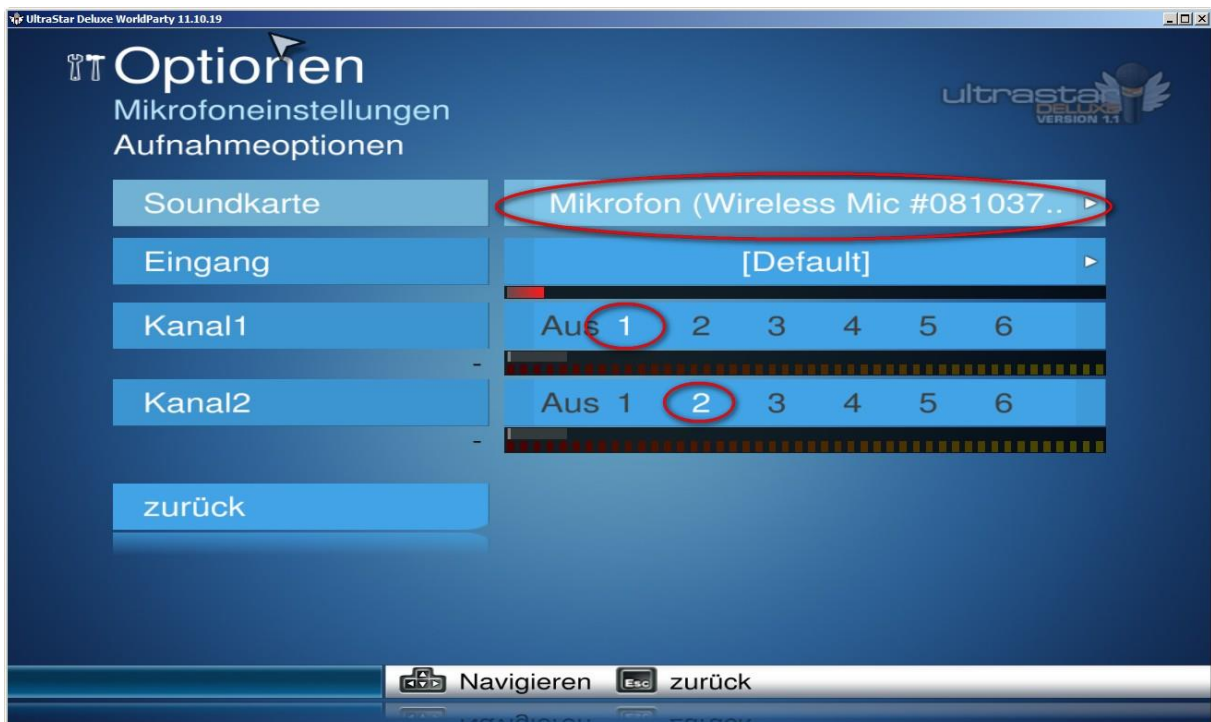 UltraStar Deluxe WorldParty 11.10.19
Optionen
Mikrofoneinstellungen
Aufnahmeoptionen
ultrastar
DELUXE
VERSION 1.1
Soundkarte Mikrofon (Wireless Mic #081037..
Eingang [Default]
Kanal1 Aus 1 2 3 4 5 6
-
Kanal2 Aus 1 2 3 4 5 6
-
zurück
Esc
Navigieren zurück